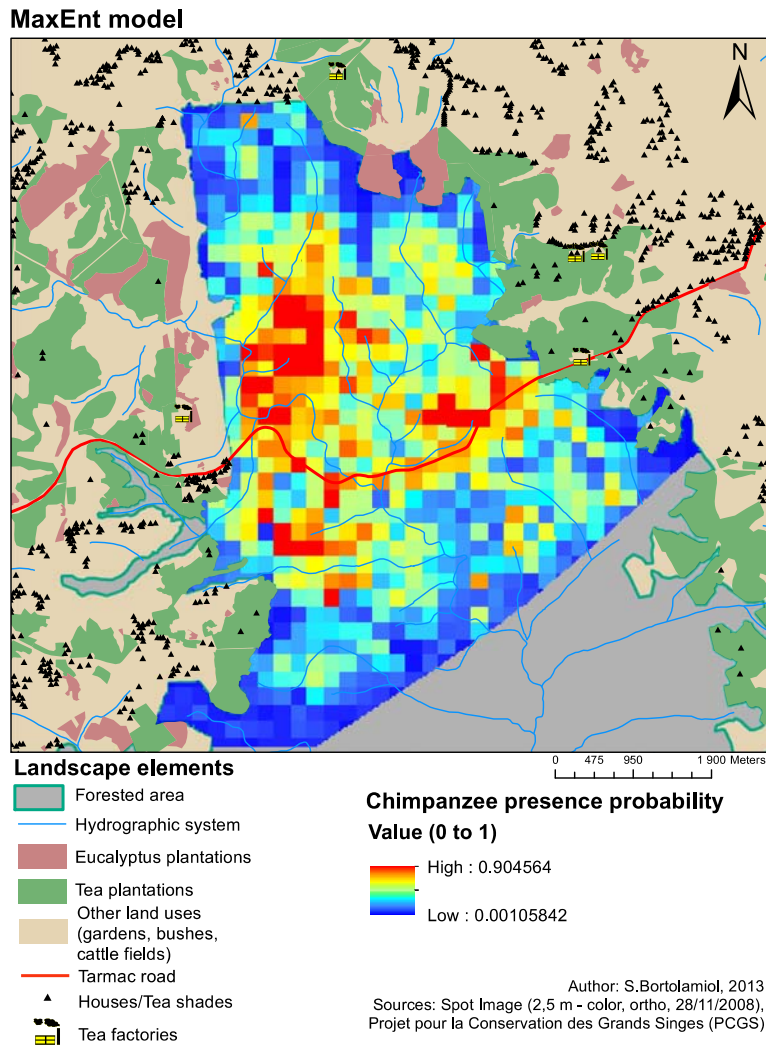 MaxEnt model
N
0 475 950 1 900 Meters
Landscape elements
Forested area
Hydrographic system
Eucalyptus plantations
Tea plantations
Other land uses
(gardens, bushes,
cattle fields)
Tarmac road
Houses/Tea shades
Tea factories
Chimpanzee presence probability
Value (0 to 1)
High : 0.904564
Low : 0.00105842
Author: S.Bortolamiol, 2013
Sources: Spot Image (2,5 m - color, ortho, 28/11/2008),
Projet pour la Conservation des Grands Singes (PCGS)